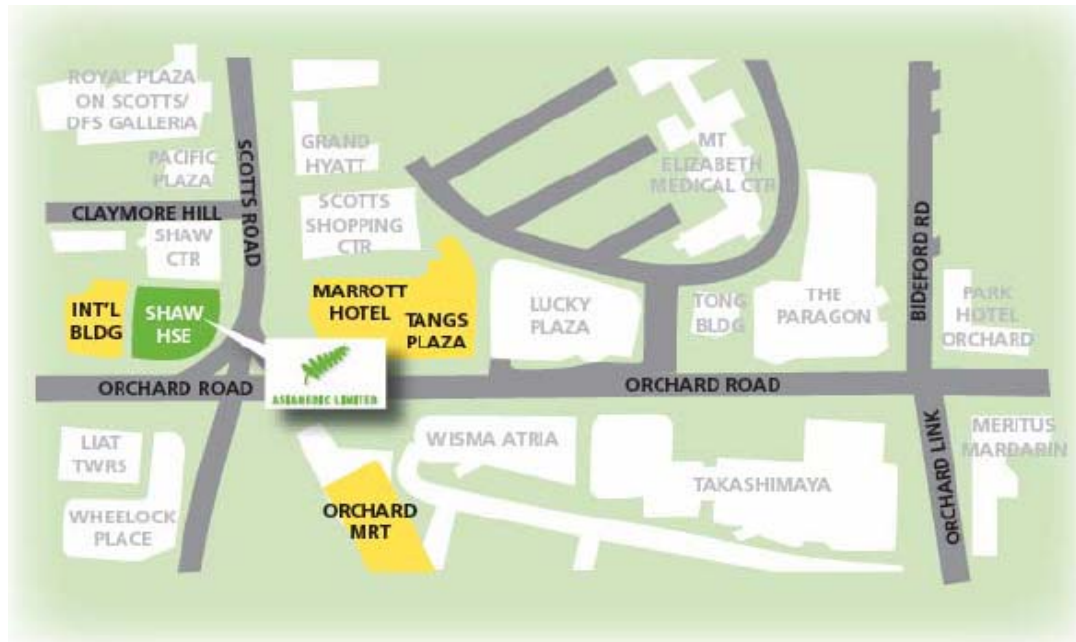 ROYAL PLAZA
ON SCOTTS/
DFS GALLERIA
PACIFIC
PLAZA
SCOTTS ROAD
GRAND
HYATT
MT
ELIZABETH
MEDICAL CTR
CLAYMORE HILL
SHAW
CTR
SCOTTS
SHOPPING
CTR
BIDEFORD RD
INT'L
BLDG
SHAW
HSE
MARROTT
HOTEL
TANGS
PLAZA
LUCKY
PLAZA
TONG
BLDG
THE
PARAGON
PARK
HOTEL
ORCHARD
ORCHARD ROAD
ASIAMEDIC LIMITED
ORCHARD ROAD
LIAT
TWRS
WISMA ATRIA
ORCHARD LINK
MERITUS
MARDARIN
WHEELOCK
PLACE
ORCHARD
MRT
TAKASHIMAYA